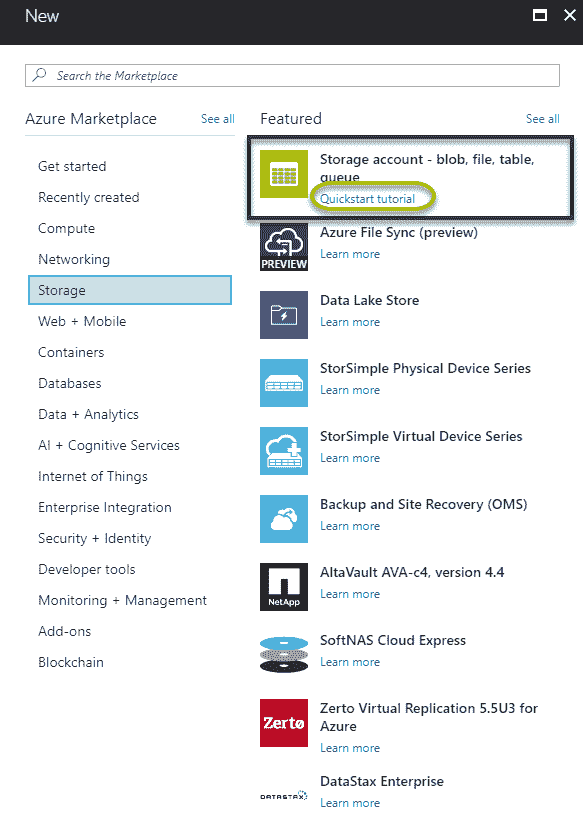 New
Search the Marketplace
Azure Marketplace
See all
Get started
Recently created
Compute
Networking
Storage
Web + Mobile
Containers
Databases
Data + Analytics
AI + Cognitive Services
Internet of Things
Enterprise Integration
Security + Identity
Developer tools
Monitoring + Management
Add-ons
Blockchain
Featured
See all
Storage account - blob, file, table,
queue
Quickstart tutorial
PREVIEW
Azure File Sync (preview)
Learn more
Data Lake Store
Learn more
StorSimple Physical Device Series
Learn more
StorSimple Virtual Device Series
Learn more
Backup and Site Recovery (OMS)
Learn more
NetApp
AltaVault AVA-c4, version 4.4
Learn more
SoftNAS Cloud Express
Learn more
Zerto
Zerto Virtual Replication 5.5U3 for
Azure
Learn more
DATASTAX
DataStax Enterprise
Learn more